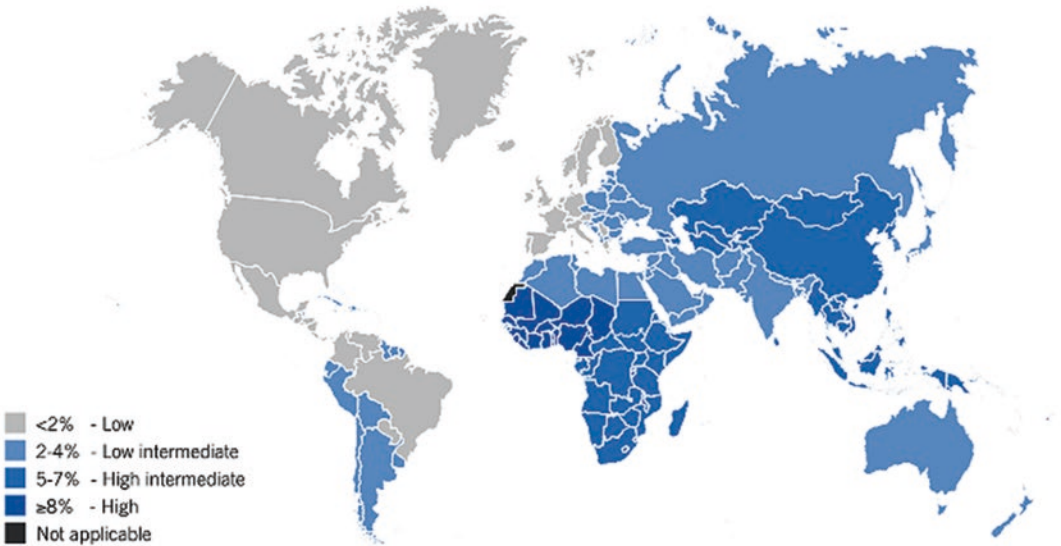 <2% - Low
2-4% - Low intermediate
5-7% - High intermediate
≥8% - High
Not applicable